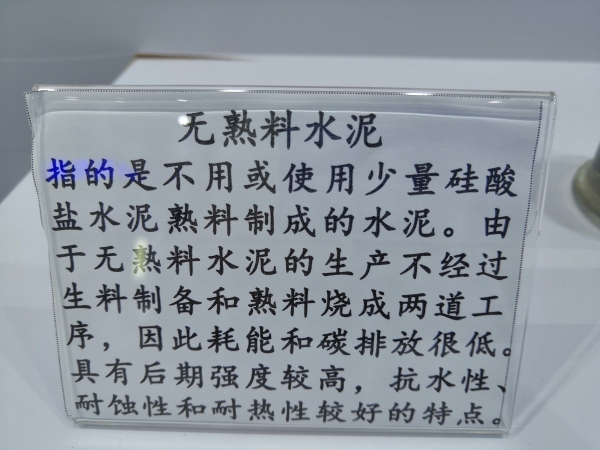 无熟料水泥
指的是不用或使用少量硅酸
盐水泥熟料制成的水泥。由
于无熟料水泥的生产不经过
生料制备和熟料烧成两道工
序，因此耗能和碳排放很低。
具有后期强度较高，抗水性、
耐蚀性和耐热性较好的特点。